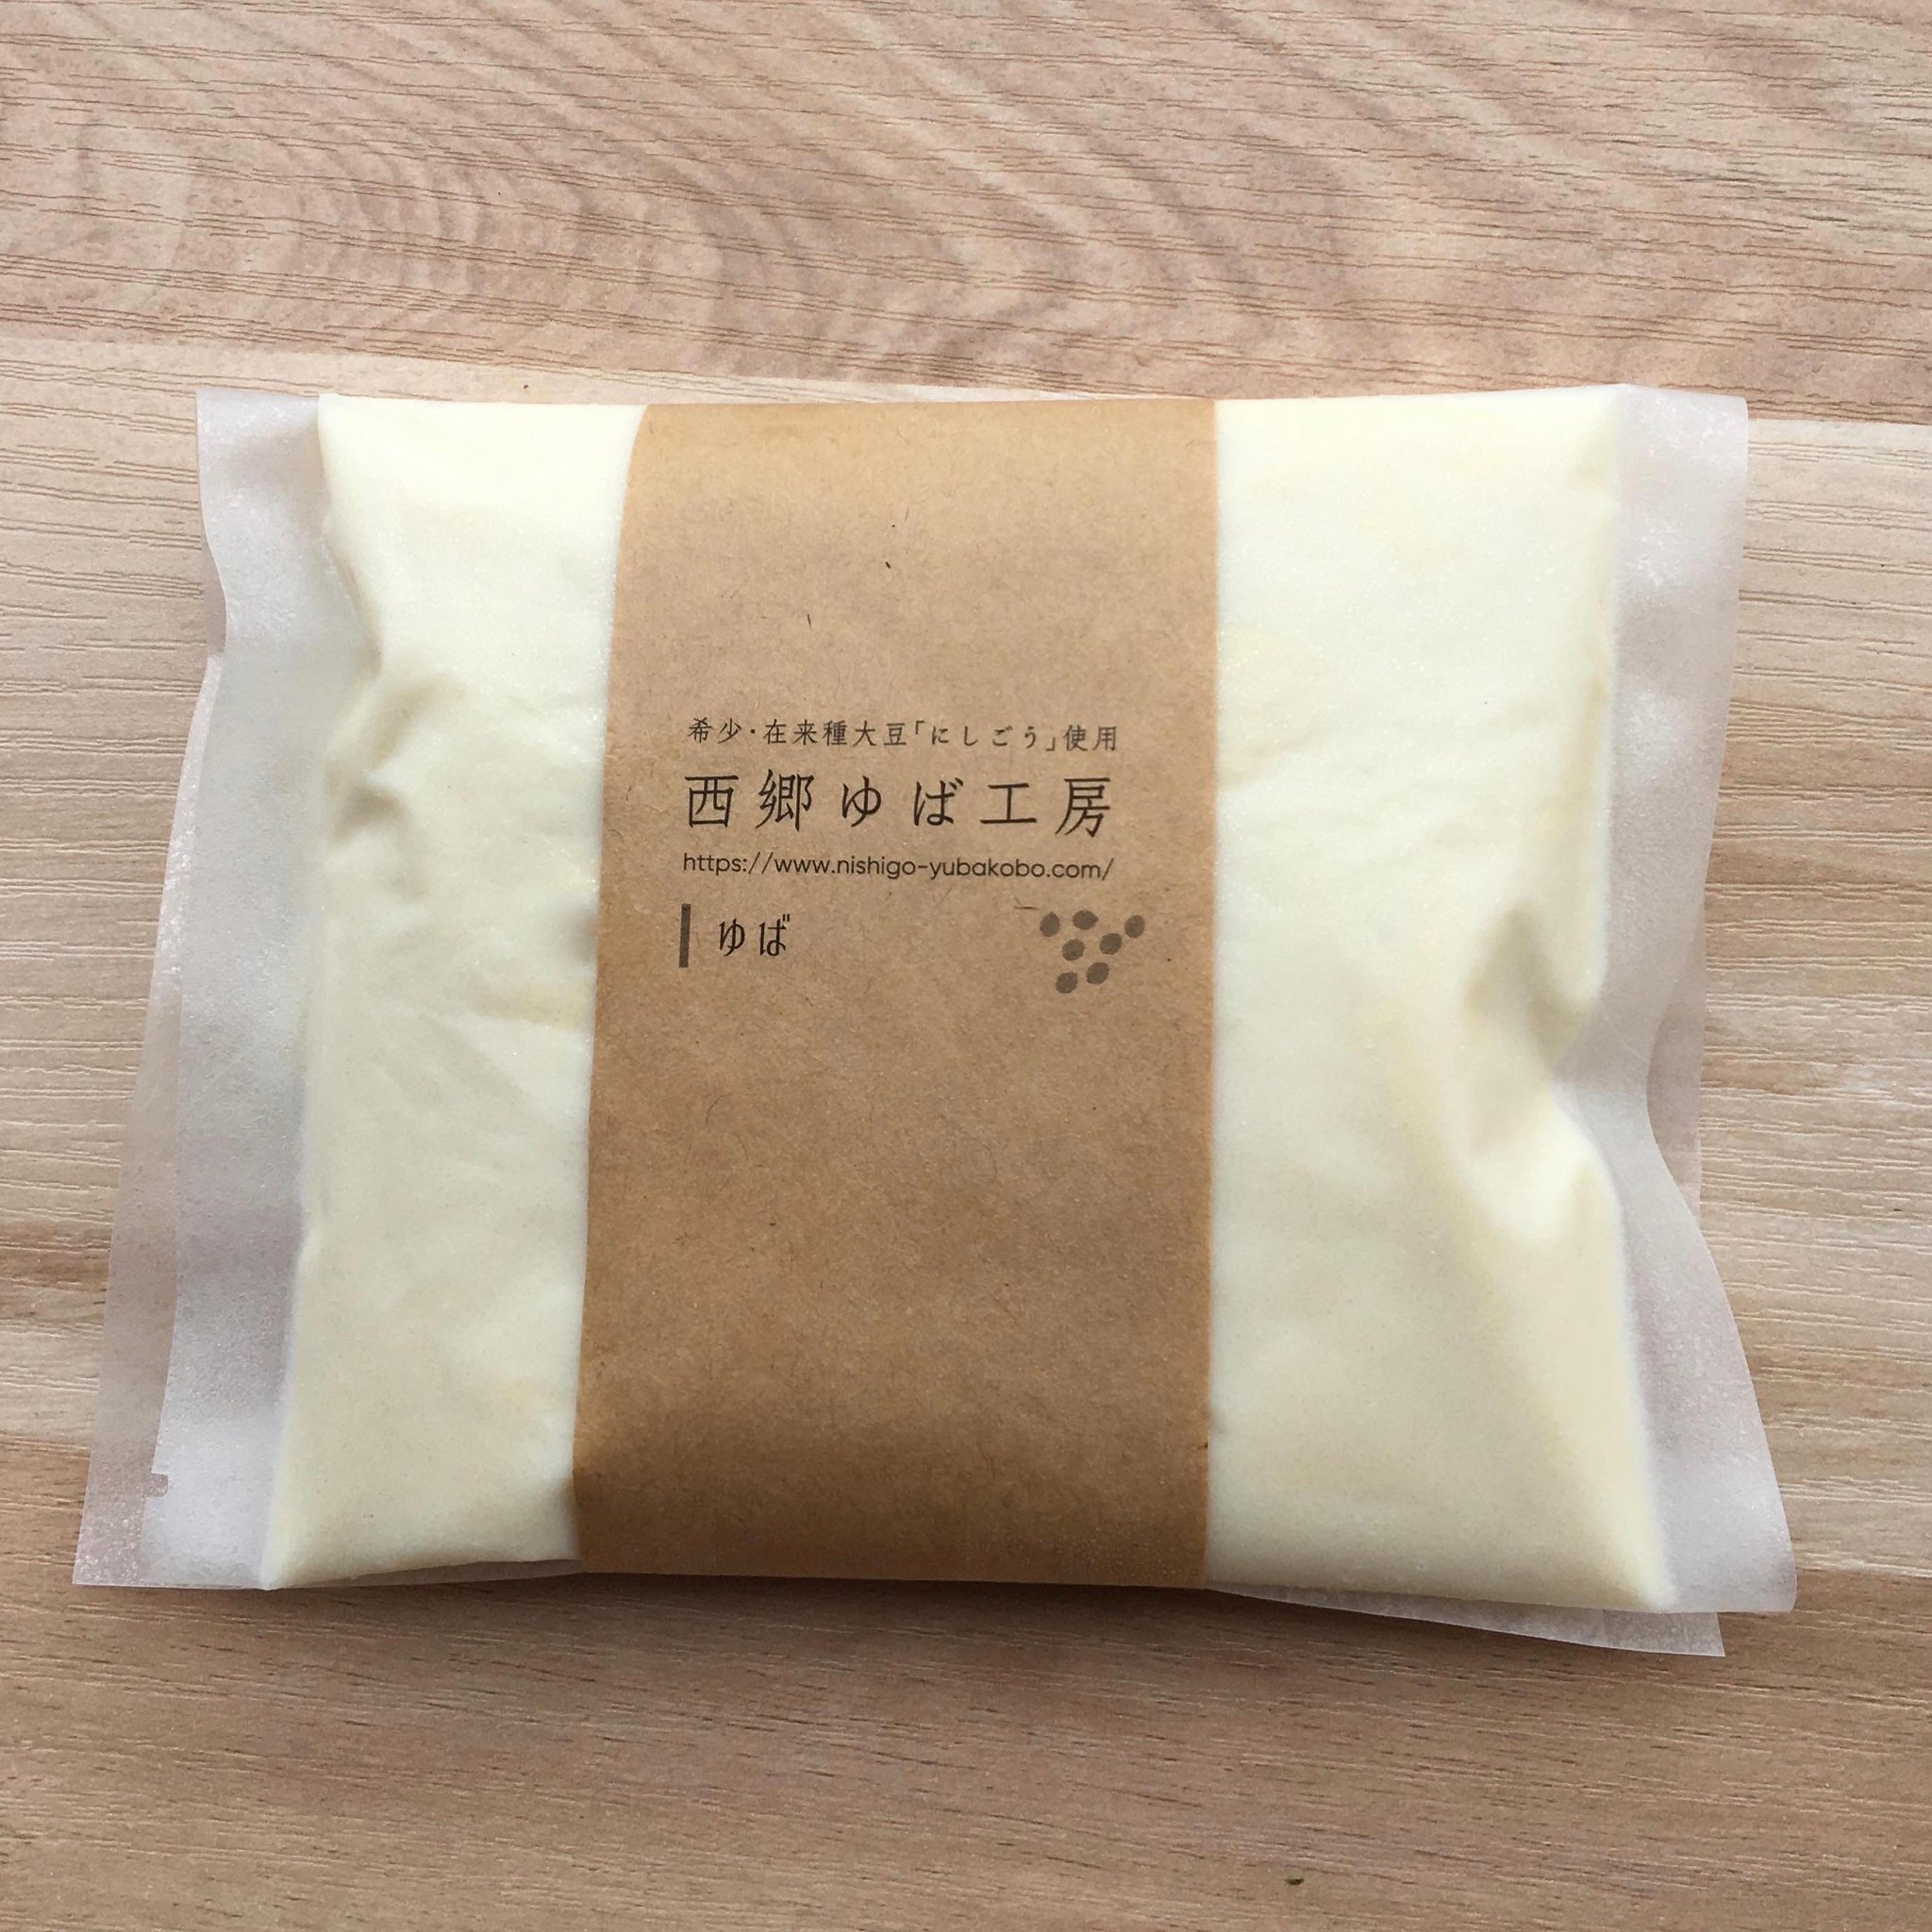 希少・在来種大豆「にしごう」使用
西郷ゆば工房
https://www.nishigo-yubakobo.com/
ゆば